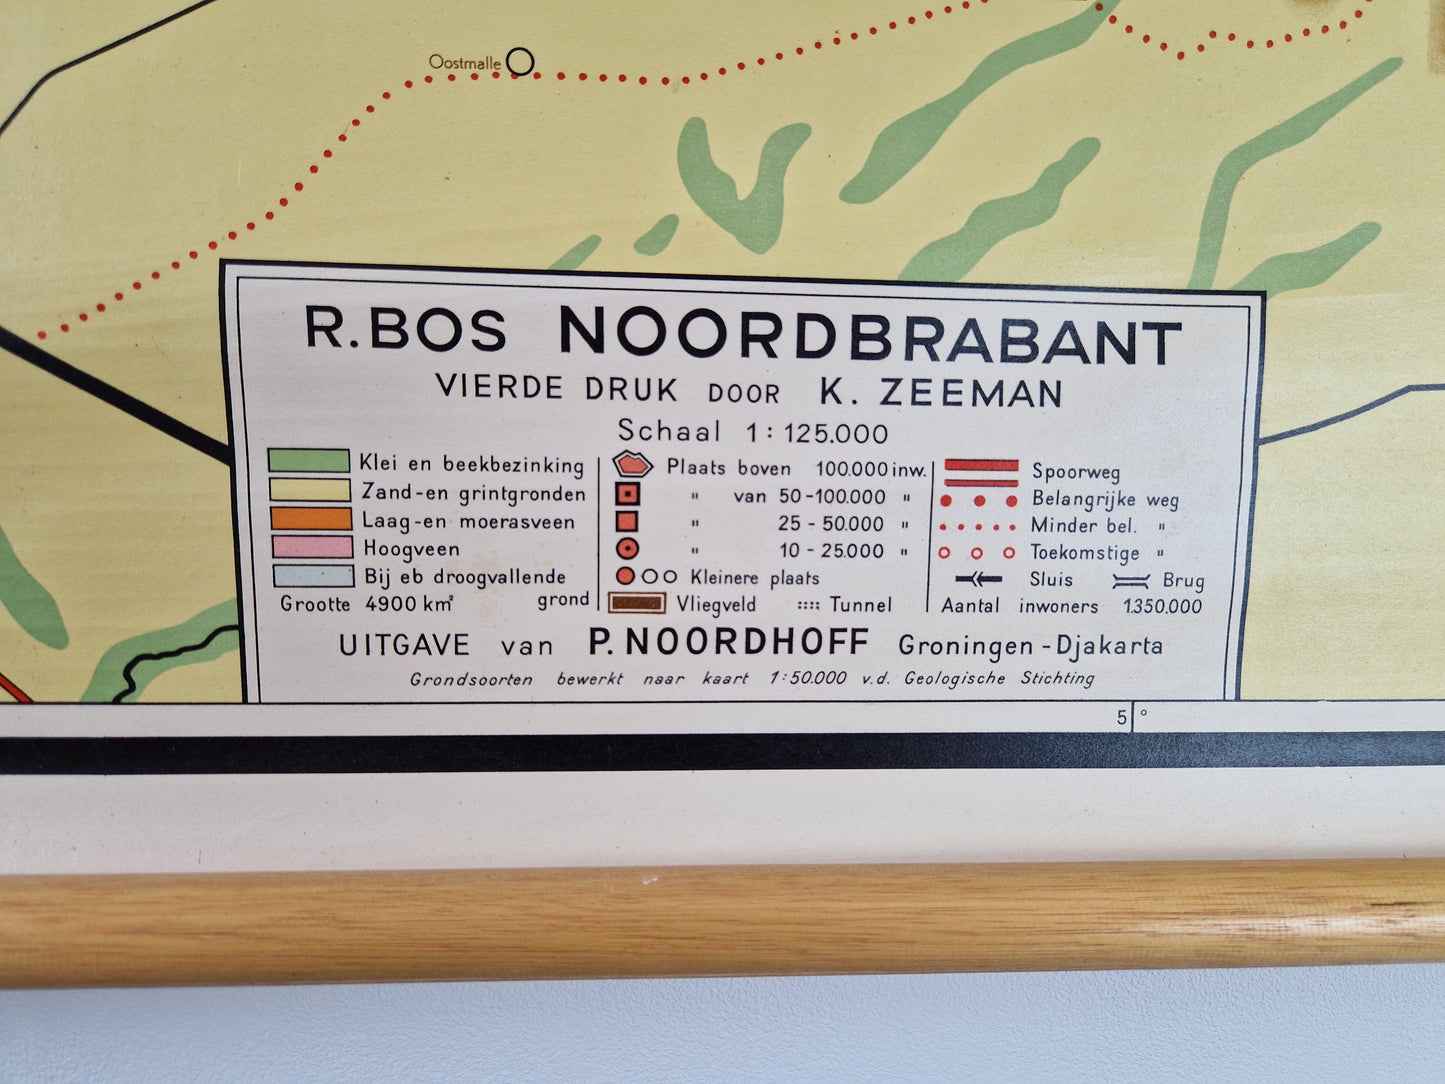 Oostmalle
R.BOS NOORDBRABANT
VIERDE DRUK DOOR K. ZEEMAN
Schaal 1:125.000
Klei en beekbezinking
Zand-en grintgronden
Laag-en moerasveen
Hoogveen
Bij eb droogvallende
grond
Grootte 4900 km²
Plaats boven 100.000 inw.
" van 50-100.000 "
" 25 - 50.000 "
" 10 - 25.000 "
Kleinere plaats
Vliegveld Tunnel
Spoorweg
Belangrijke weg
Minder bel. "
Toekomstige "
Sluis Brug
Aantal inwoners 1.350.000
UITGAVE van P. NOORDHOFF Groningen - Djakarta
Grondsoorten bewerkt naar kaart 1:50.000 v.d. Geologische Stichting
5°